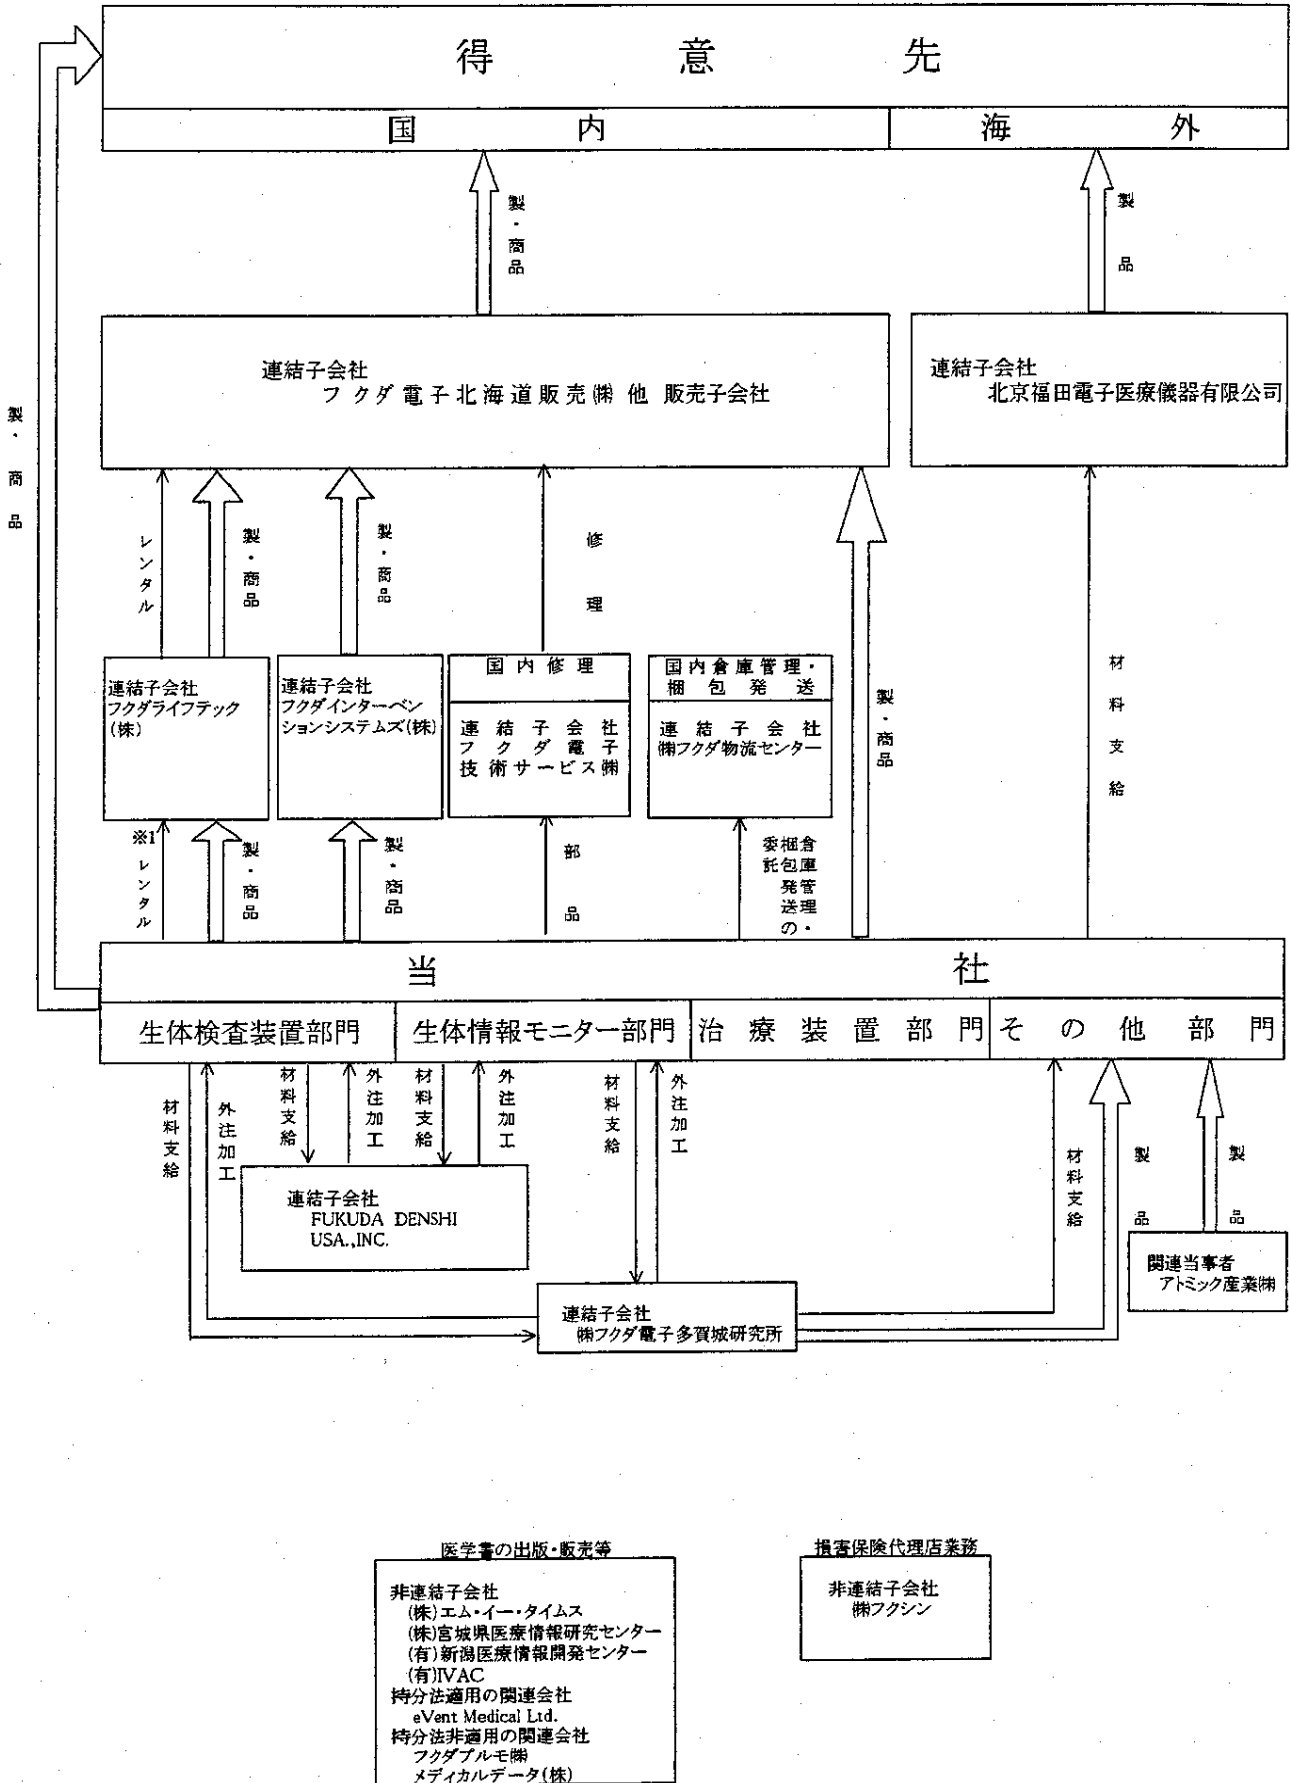 得意先
国内
海外
製・商品
製品
製・商品
連結子会社
フクダ電子北海道販売㈱他 販売子会社
連結子会社
北京福田電子医療儀器有限公司
レンタル
製・商品
製・商品
修理
製・商品
材料支給
連結子会社
フクダライフテック
(株)
連結子会社
フクダインターベン
ションシステムズ(株)
国内修理
連結子会社
フクダ電子
技術サービス㈱
国内倉庫管理・
梱包発送
連結子会社
㈱フクダ物流センター
※1
レンタル
製・商品
製・商品
部品
倉庫管理・
梱包発送の
委託
当社
生体検査装置部門
生体情報モニター部門
治療装置部門
その他部門
材料支給
外注加工
材料支給
外注加工
材料支給
外注加工
材料支給
外注加工
材料支給
製品
製品
連結子会社
FUKUDA DENSHI
USA.,INC.
関連当事者
アトミック産業㈱
連結子会社
㈱フクダ電子多賀城研究所
医学書の出版・販売等
非連結子会社
(株)エム・イー・タイムス
(株)宮城県医療情報研究センター
(有)新潟医療情報開発センター
(有)IVAC
持分法適用の関連会社
eVent Medical Ltd.
持分法非適用の関連会社
フクダプルモ㈱
メディカルデータ(株)
損害保険代理店業務
非連結子会社
㈱フクシン